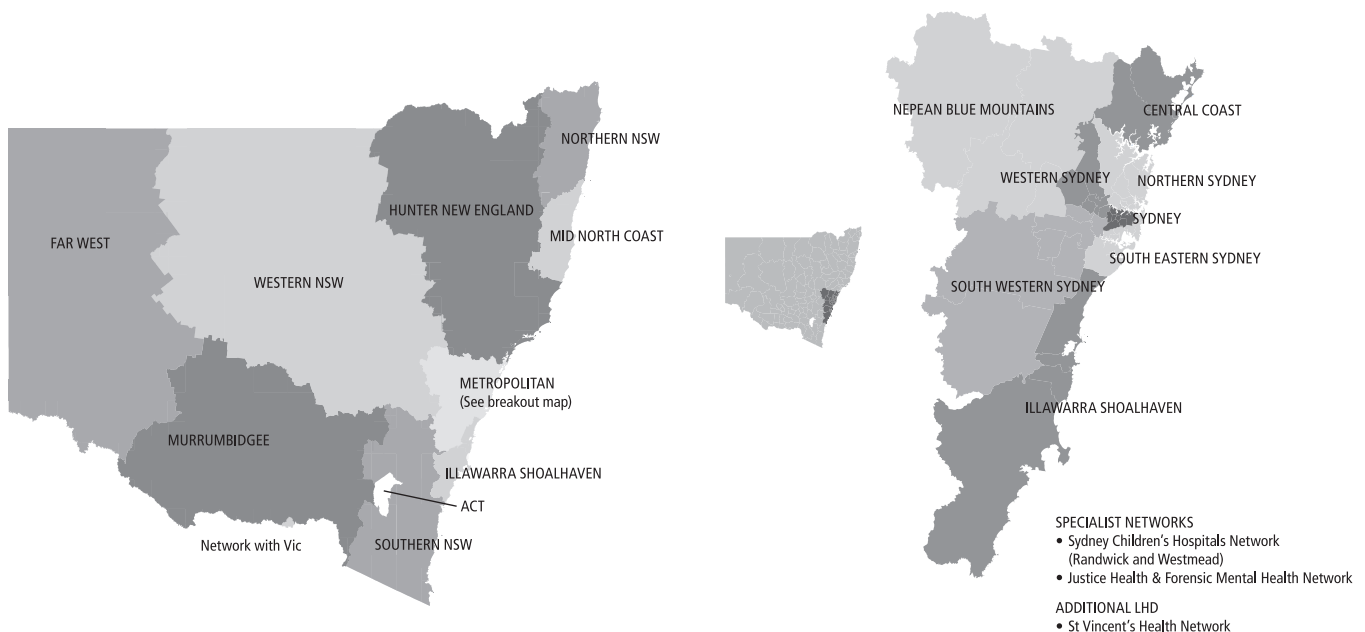 NORTHERN NSW
HUNTER NEW ENGLAND
MID NORTH COAST
FAR WEST
WESTERN NSW
METROPOLITAN
(See breakout map)
MURRUMBIDGEE
ILLAWARRA SHOALHAVEN
ACT
Network with Vic
SOUTHERN NSW
NEPEAN BLUE MOUNTAINS
CENTRAL COAST
WESTERN SYDNEY
NORTHERN SYDNEY
SYDNEY
SOUTH EASTERN SYDNEY
SOUTH WESTERN SYDNEY
ILLAWARRA SHOALHAVEN
SPECIALIST NETWORKS
• Sydney Children's Hospitals Network
(Randwick and Westmead)
• Justice Health & Forensic Mental Health Network
ADDITIONAL LHD
• St Vincent's Health Network